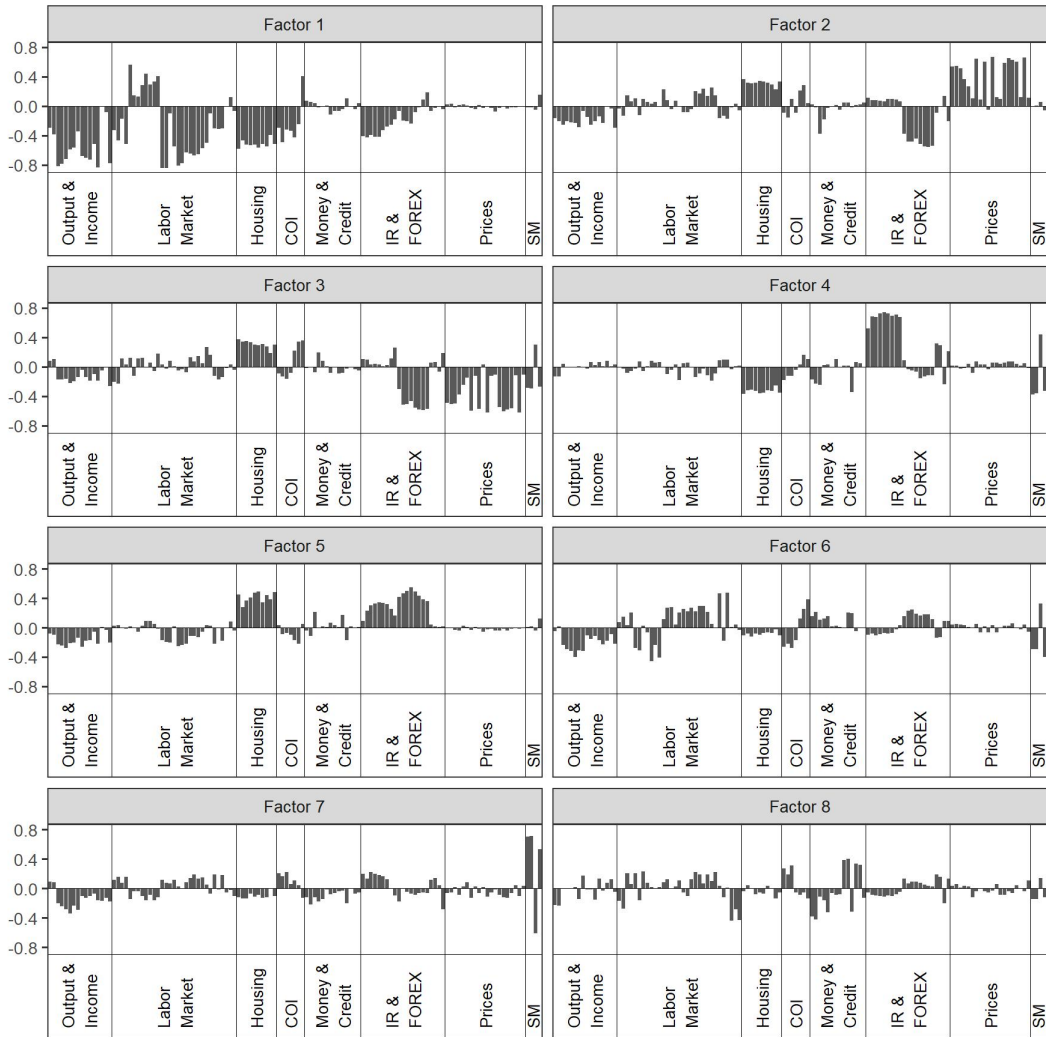 Factor 1
Factor 2
0.8
0.4
0.0
-0.4
-0.8
Output &
Income
Labor
Market
Housing
COI
Money &
Credit
IR &
FOREX
Prices
SM
Output &
Income
Labor
Market
Housing
COI
Money &
Credit
IR &
FOREX
Prices
SM
Factor 3
Factor 4
0.8
0.4
0.0
-0.4
-0.8
Output &
Income
Labor
Market
Housing
COI
Money &
Credit
IR &
FOREX
Prices
SM
Output &
Income
Labor
Market
Housing
COI
Money &
Credit
IR &
FOREX
Prices
SM
Factor 5
Factor 6
0.8
0.4
0.0
-0.4
-0.8
Output &
Income
Labor
Market
Housing
COI
Money &
Credit
IR &
FOREX
Prices
SM
Output &
Income
Labor
Market
Housing
COI
Money &
Credit
IR &
FOREX
Prices
SM
Factor 7
Factor 8
0.8
0.4
0.0
-0.4
-0.8
Output &
Income
Labor
Market
Housing
COI
Money &
Credit
IR &
FOREX
Prices
SM
Output &
Income
Labor
Market
Housing
COI
Money &
Credit
IR &
FOREX
Prices
SM